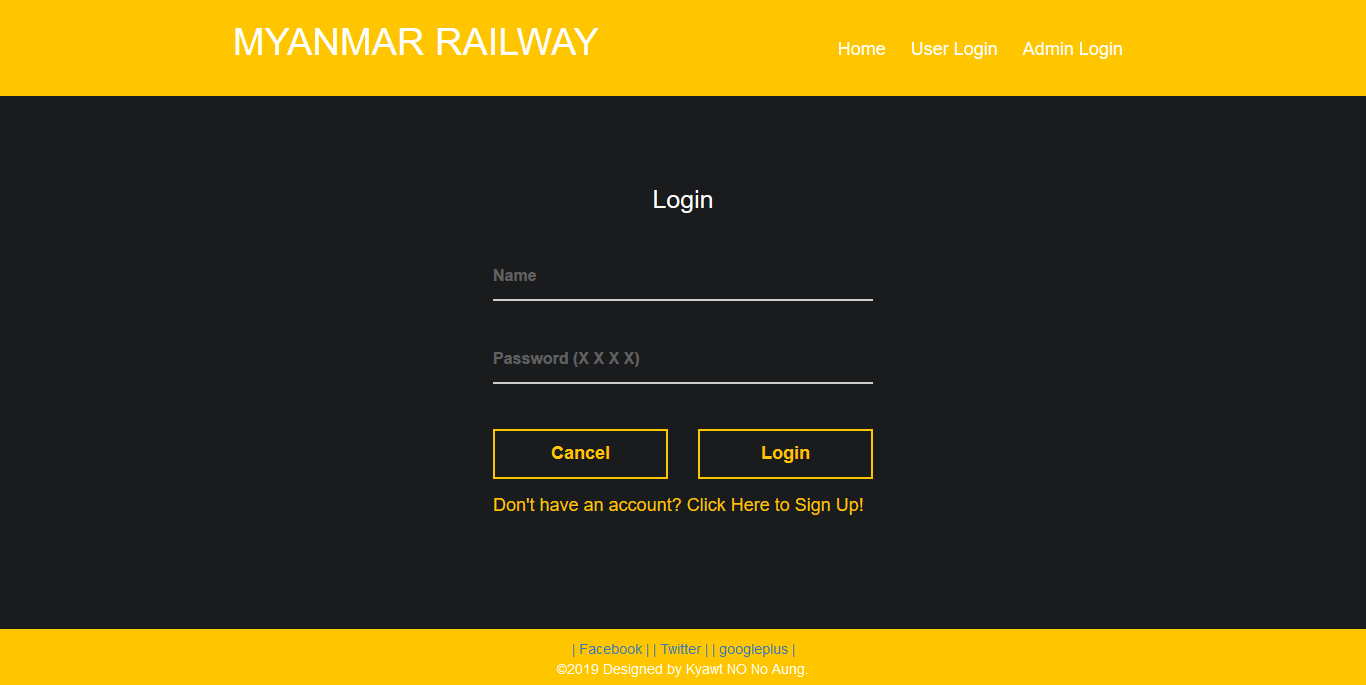 MYANMAR RAILWAY
Home User Login Admin Login
Login
Name
Password (X X X X)
Cancel Login
Don't have an account? Click Here to Sign Up!
| Facebook | | Twitter | | googleplus |
©2019 Designed by Kyawt NO No Aung.